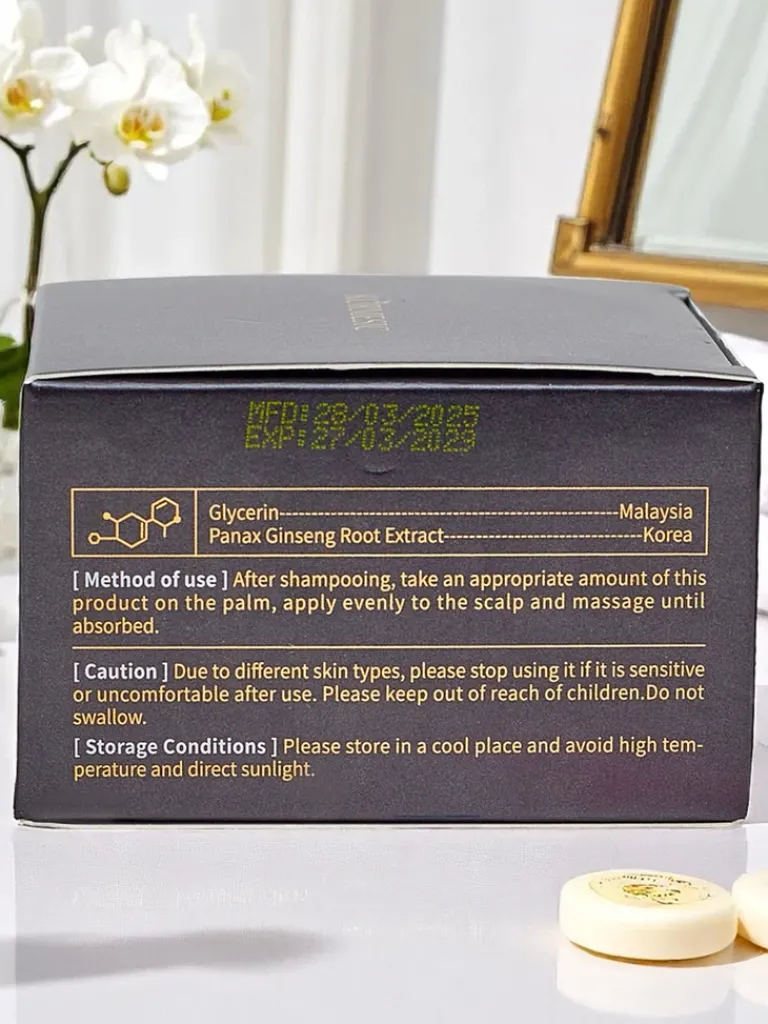 MFD:28/03/2025
EXP:27/03/2029
Glycerin--------------------------------------------------------Malaysia
Panax Ginseng Root Extract---------------------------------Korea
[ Method of use ] After shampooing, take an appropriate amount of this
product on the palm, apply evenly to the scalp and massage until
absorbed.
[ Caution ] Due to different skin types, please stop using it if it is sensitive
or uncomfortable after use. Please keep out of reach of children.Do not
swallow.
[ Storage Conditions ] Please store in a cool place and avoid high tem-
perature and direct sunlight.